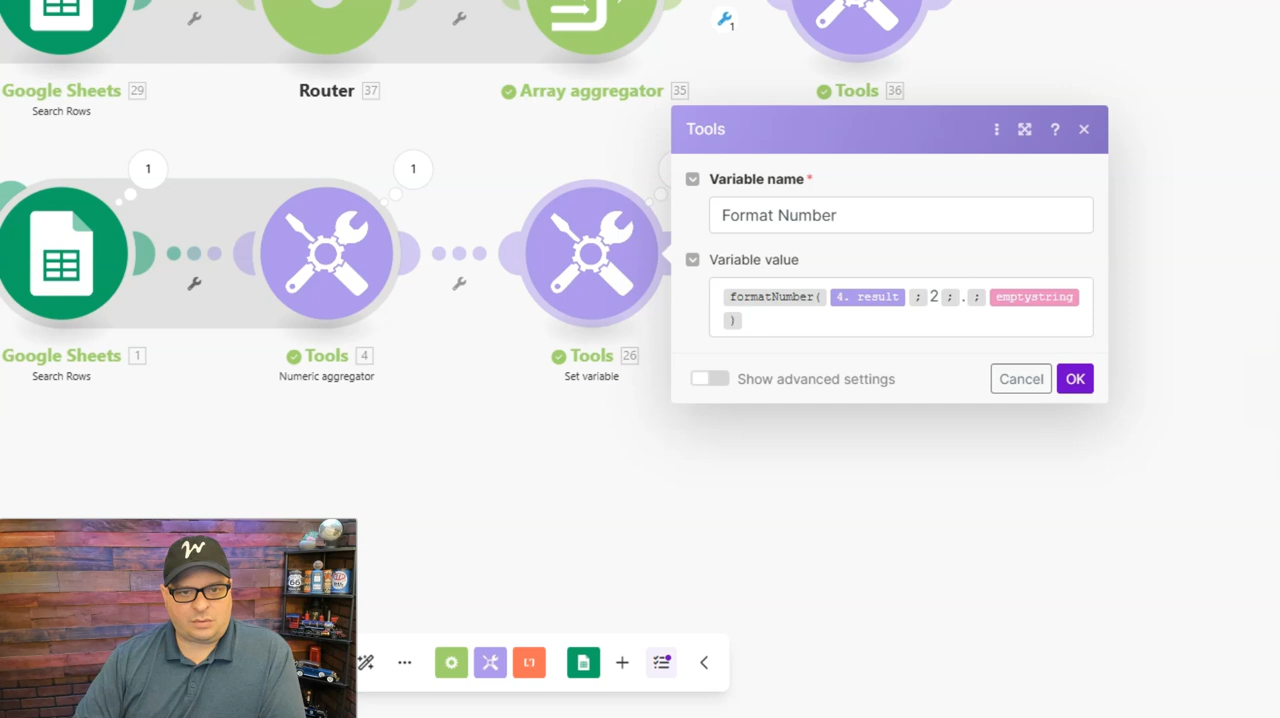 1
Google Sheets 29
Search Rows
Router 37
Array aggregator 35
Tools 36
Tools
?
Variable name *
Format Number
Variable value
formatNumber( 4. result ; 2 ; . ; emptystring
)
Show advanced settings
Cancel
OK
1
1
Google Sheets 1
Search Rows
Tools 4
Numeric aggregator
Tools 26
Set variable
W
66